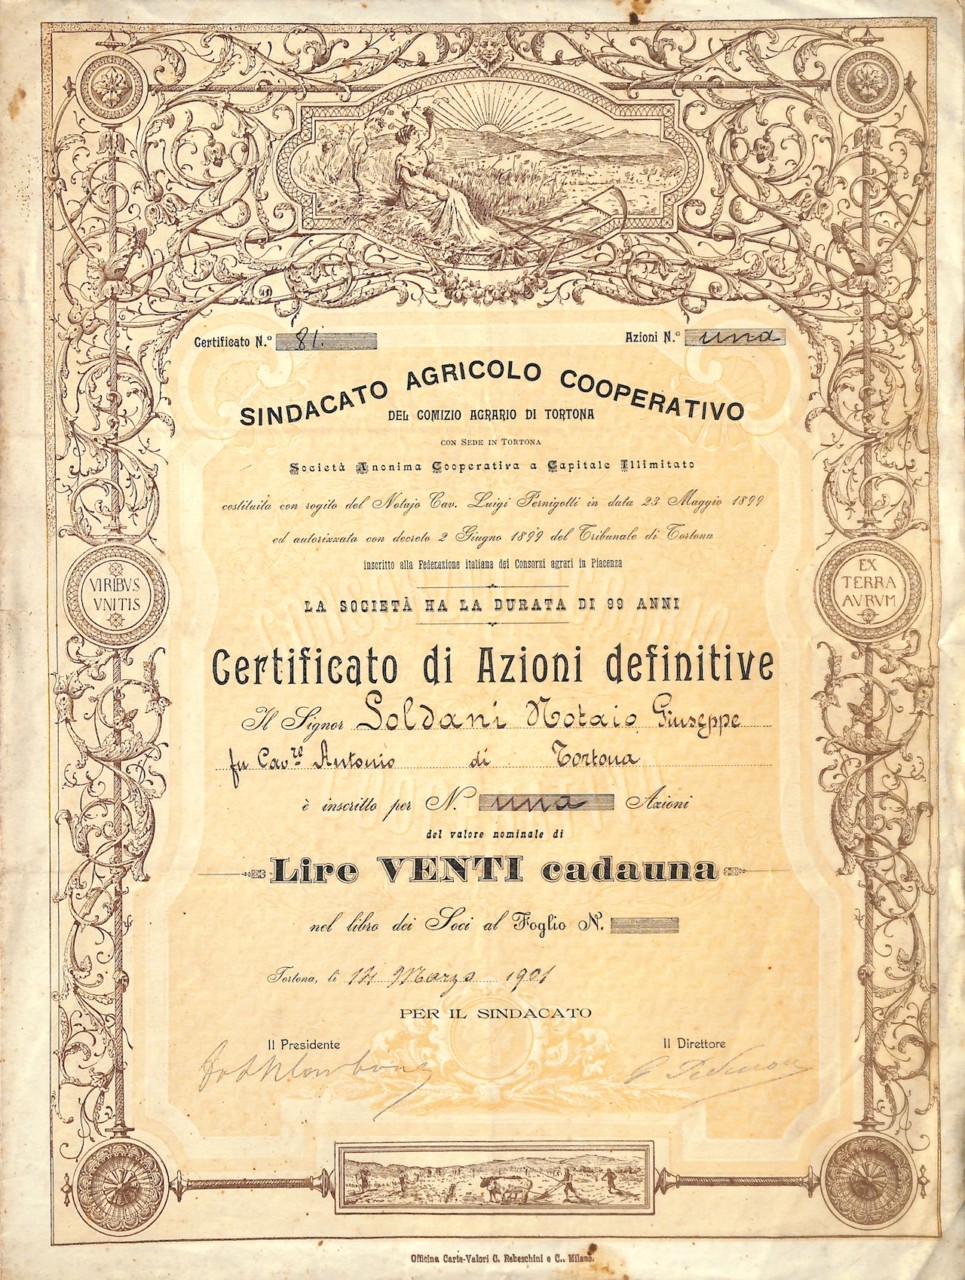 Certificato N.º 81. Azioni N.º una
SINDACATO AGRICOLO COOPERATIVO
DEL COMIZIO AGRARIO DI TORTONA
CON SEDE IN TORTONA
Società Anonima Cooperativa a Capitale Illimitato
costituita con rogito del Notajo Cav. Luigi Pernigotti in data 23 Maggio 1899
ed autorizzata con decreto 2 Giugno 1899 del Tribunale di Tortona
inscritto alla Federazione italiana dei Consorzi agrari in Piacenza
VIRIBVS
VNITIS
EX
TERRA
AVRVM
LA SOCIETÀ HA LA DURATA DI 99 ANNI
Certificato di Azioni definitive
Il Signor Soldani Notaio Giuseppe
fu Cav.re Antonio di Tortona
è inscritto per N. una Azioni
del valore nominale di
Lire VENTI cadauna
nel libro dei Soci al Foglio N.
Tortona, li 14 Marzo 1901
PER IL SINDACATO
Il Presidente Il Direttore
Officina Carte-Valori C. Rebeschini e C., Milano.